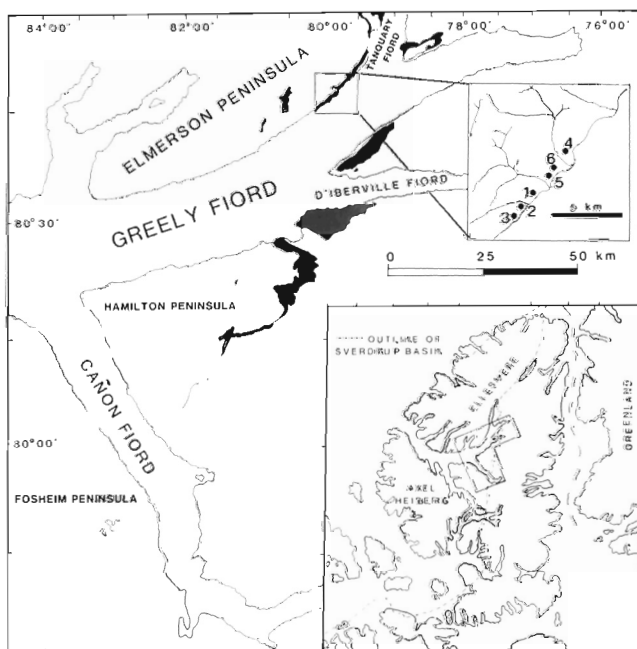 84°00'
82°00'
80°00'
78°00'
76°00'
TANQUARY
FIORD
ELMERSON PENINSULA
GREELY FIORD
D'IBERVILLE FIORD
80°30'
4
6
5
1
2
3
5 km
0 25 50 km
HAMILTON PENINSULA
CAÑON FIORD
80°00'
FOSHEIM PENINSULA
OUTLINE OF
SVERDRUP BASIN
ELLESMERE
GREENLAND
AXEL
HEIBERG